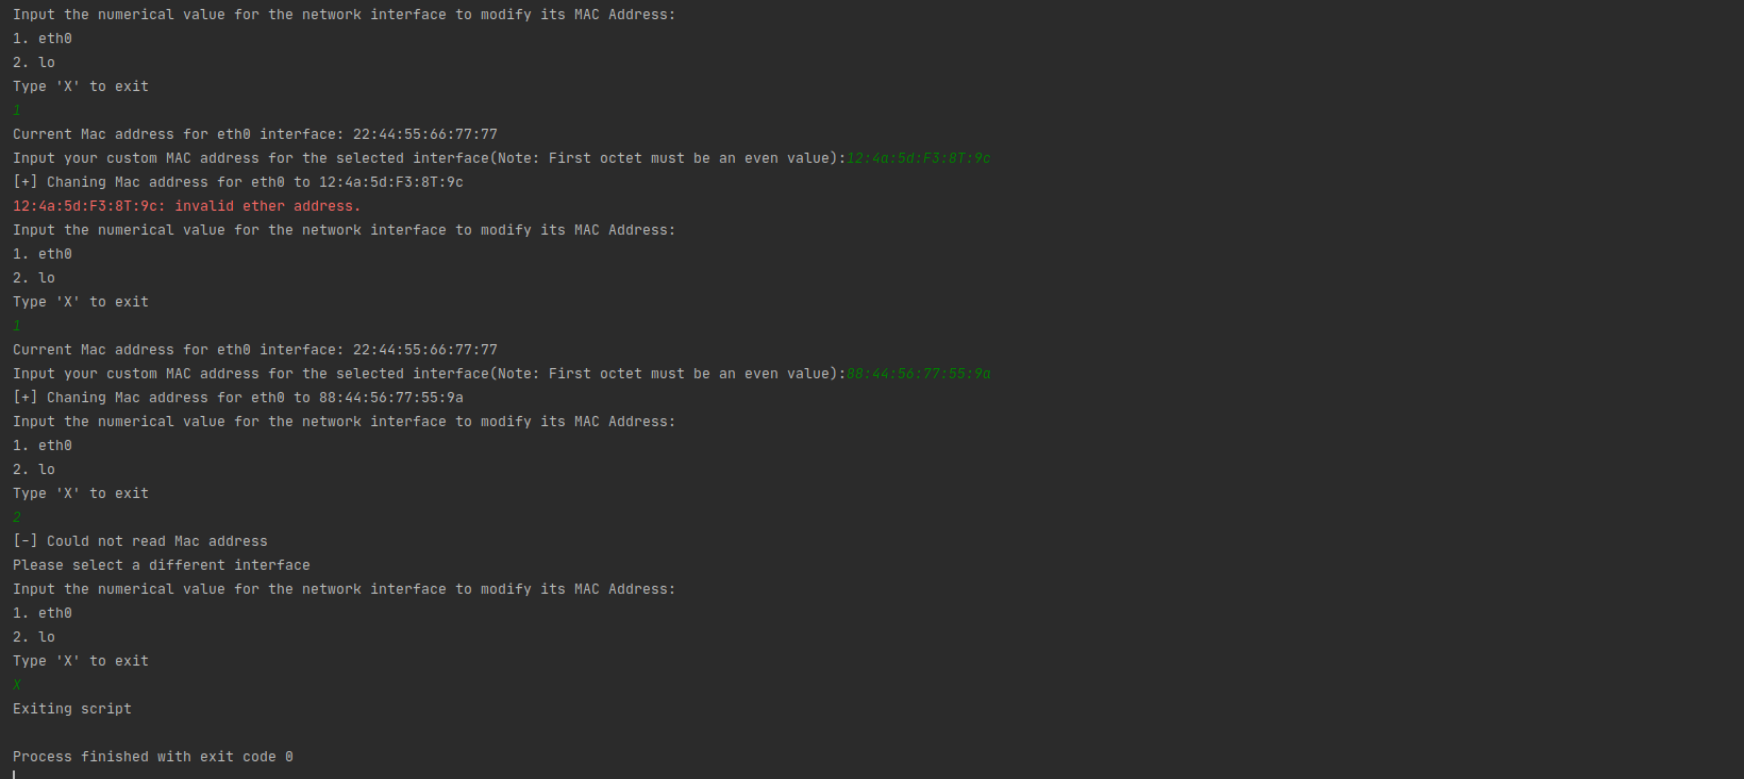 Input the numerical value for the network interface to modify its MAC Address:
1. eth0
2. lo
Type 'X' to exit
1
Current Mac address for eth0 interface: 22:44:55:66:77:77
Input your custom MAC address for the selected interface(Note: First octet must be an even value):12:4a:5d:F3:8T:9c
[+] Chaning Mac address for eth0 to 12:4a:5d:F3:8T:9c
12:4a:5d:F3:8T:9c: invalid ether address.
Input the numerical value for the network interface to modify its MAC Address:
1. eth0
2. lo
Type 'X' to exit
1
Current Mac address for eth0 interface: 22:44:55:66:77:77
Input your custom MAC address for the selected interface(Note: First octet must be an even value):88:44:56:77:55:9a
[+] Chaning Mac address for eth0 to 88:44:56:77:55:9a
Input the numerical value for the network interface to modify its MAC Address:
1. eth0
2. lo
Type 'X' to exit
2
[-] Could not read Mac address
Please select a different interface
Input the numerical value for the network interface to modify its MAC Address:
1. eth0
2. lo
Type 'X' to exit
X
Exiting script
Process finished with exit code 0